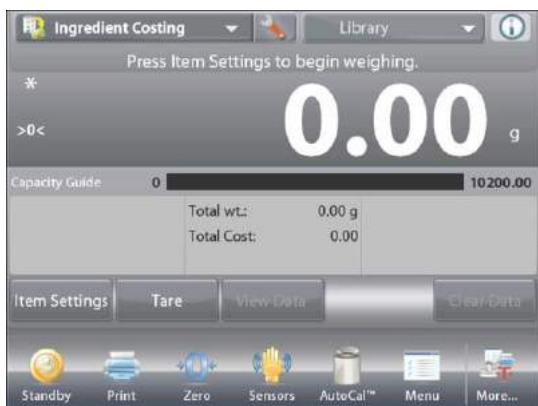 Ingredient Costing Library
Press Item Settings to begin weighing.
*
>0<
0.00 g
Capacity Guide 0 10200.00
Total wt.: 0.00 g
Total Cost: 0.00
Item Settings Tare View Data Clear Data
Standby Print Zero Sensors AutoCal™ Menu More...